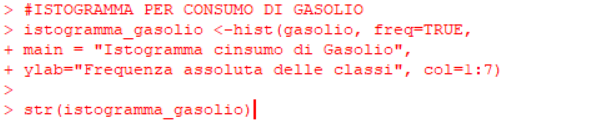 > #ISTOGRAMMA PER CONSUMO DI GASOLIO
> istogramma_gasolio <-hist(gasolio, freq=TRUE,
+ main = "Istogramma cinsumo di Gasolio",
+ ylab="Frequenza assoluta delle classi", col=1:7)
>
> str(istogramma_gasolio)